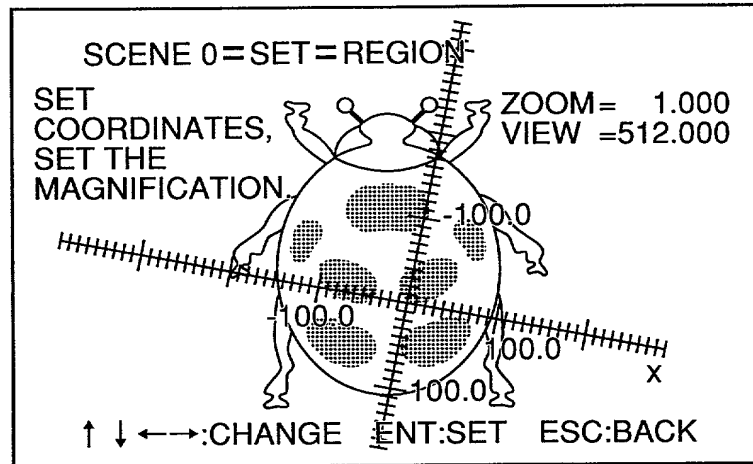 SCENE 0=SET=REGION
SET
COORDINATES,
SET THE
MAGNIFICATION.
ZOOM= 1.000
VIEW =512.000
-100.0
-100.0
100.0
-100.0
x
↑ ↓ ←→:CHANGE ENT:SET ESC:BACK